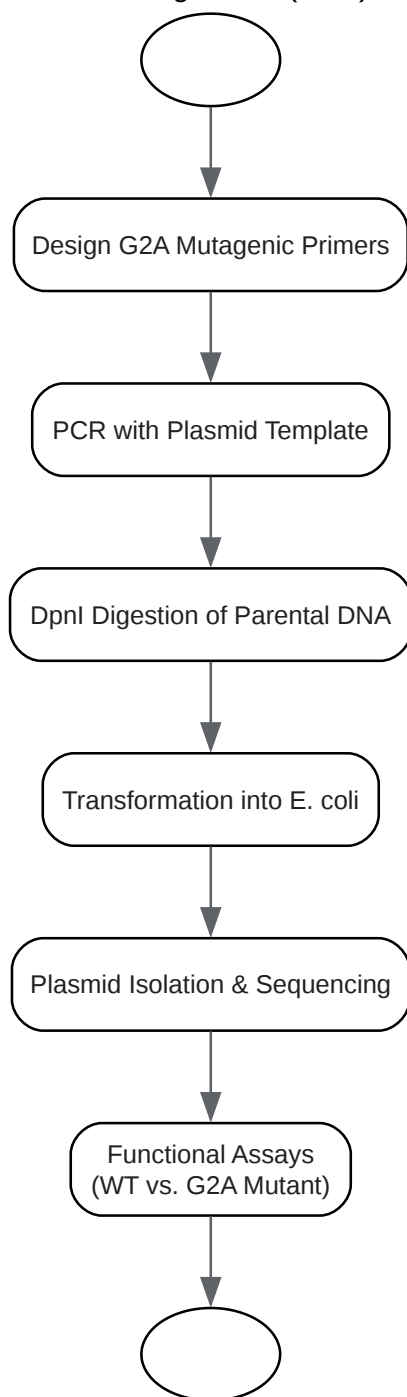 Design G2A Mutagenic Primers
PCR with Plasmid Template
DpnI Digestion of Parental DNA
Transformation into E. coli
Plasmid Isolation & Sequencing
Functional Assays
(WT vs. G2A Mutant)